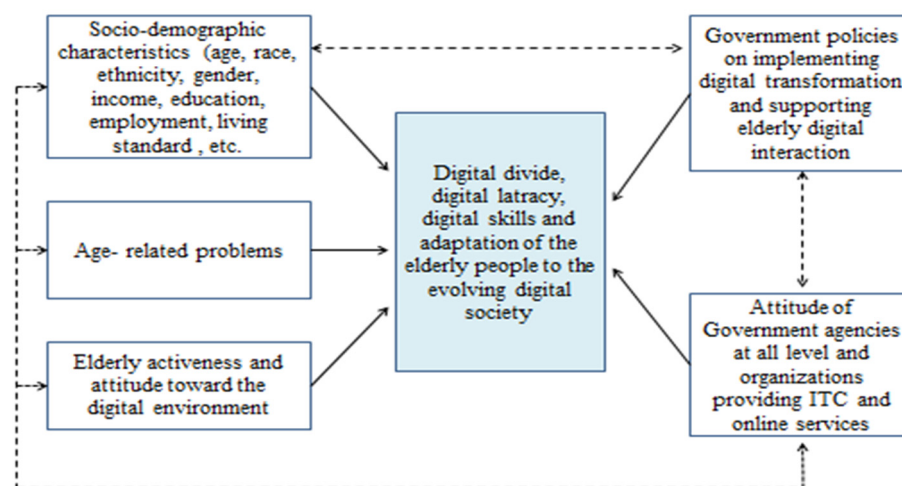 Socio-demographic
characteristics (age, race,
ethnicity, gender,
income, education,
employment, living
standard , etc.
Age- related problems
Elderly activeness and
attitude toward the
digital environment
Digital divide,
digital latracy,
digital skills and
adaptation of the
elderly people to the
evolving digital
society
Government policies
on implementing
digital transformation
and supporting
elderly digital
interaction
Attitude of
Government agencies
at all level and
organizations
providing ITC and
online services